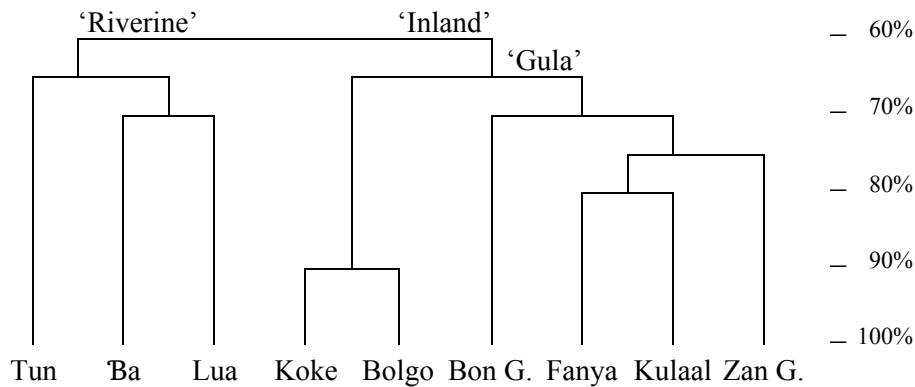 ‘Riverine’ ‘Inland’ – 60%
‘Gula’
– 70%
– 80%
– 90%
– 100%
Tun Ɓa Lua Koke Bolgo Bon G. Fanya Kulaal Zan G.